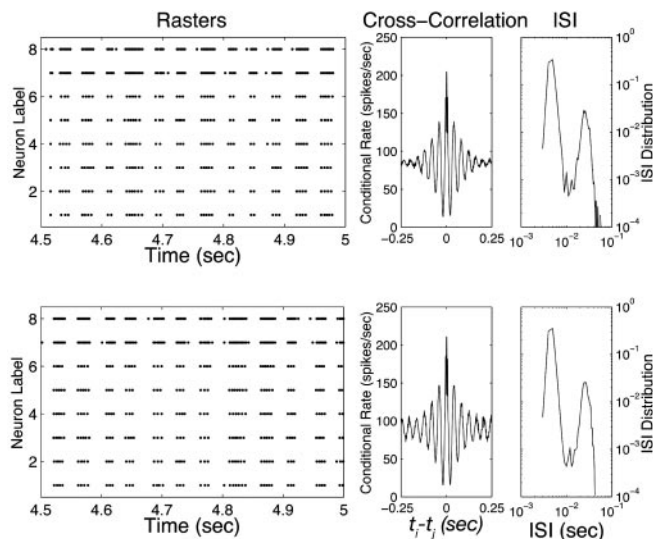 Rasters
Cross-Correlation
ISI
Neuron Label
8
6
4
2
4.5 4.6 4.7 4.8 4.9 5
Time (sec)
Conditional Rate (spikes/sec)
250
200
150
100
50
0
-0.25 0 0.25
10^0
10^-1
10^-2
10^-3
10^-4
ISI Distribution
10^-3 10^-2 10^-1
Neuron Label
8
6
4
2
4.5 4.6 4.7 4.8 4.9 5
Time (sec)
Conditional Rate (spikes/sec)
250
200
150
100
50
0
-0.25 0 0.25
t_i-t_j (sec)
10^0
10^-1
10^-2
10^-3
10^-4
ISI Distribution
10^-3 10^-2 10^-1
ISI (sec)